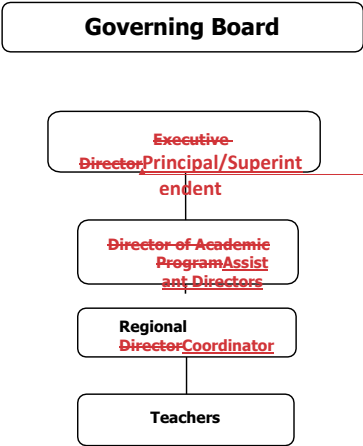 Governing Board
Executive
DirectorPrincipal/Superint
endent
Director of Academic
ProgramAssist
ant Directors
Regional
DirectorCoordinator
Teachers